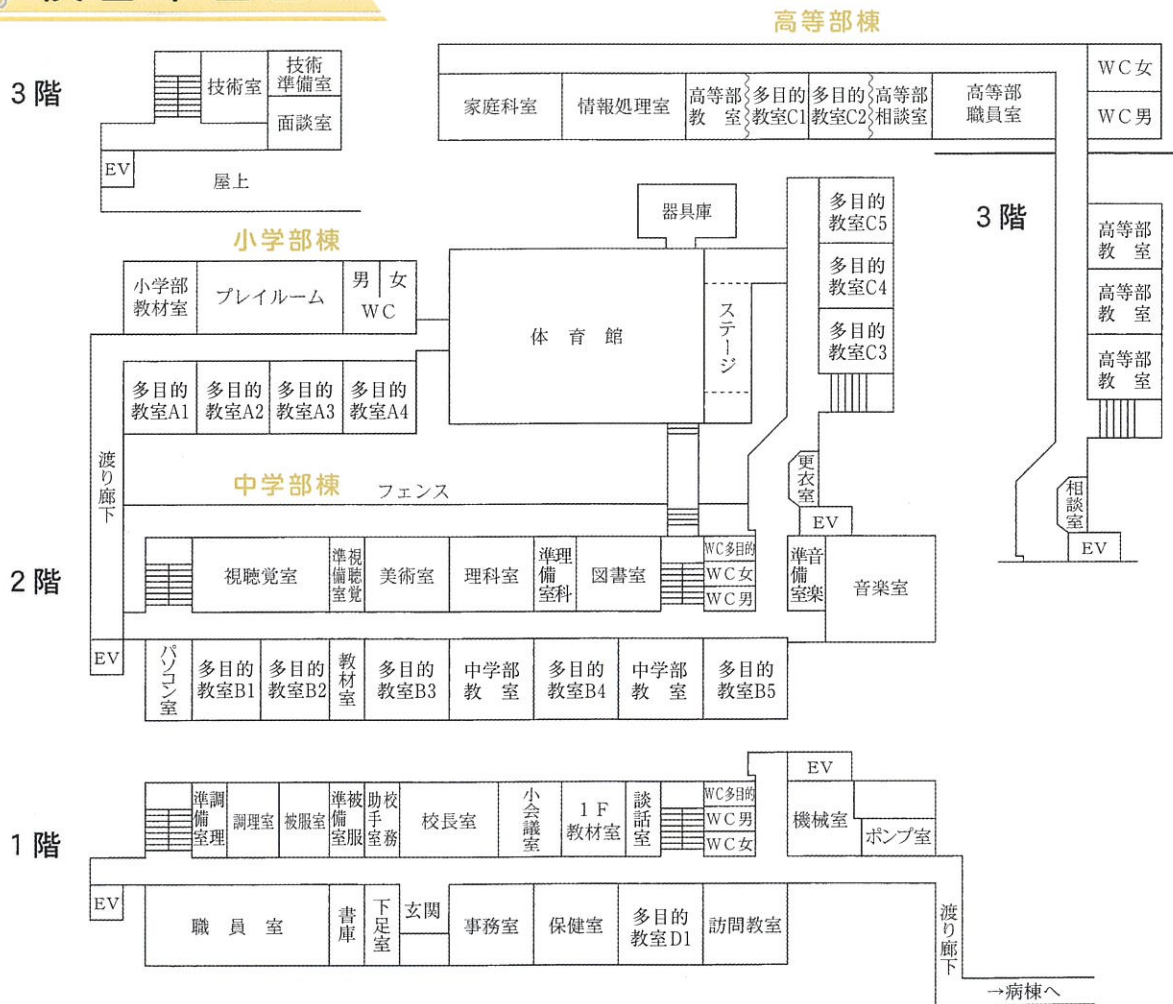 高等部棟
3階
技術室
技術
準備室
面談室
EV
屋上
家庭科室
情報処理室
高等部
教　室
多目的
教室C1
多目的
教室C2
高等部
相談室
高等部
職員室
WC女
WC男
3階
高等部
教　室
高等部
教　室
高等部
教　室
相談室
EV
小学部棟
小学部
教材室
プレイルーム
男
女
WC
多目的
教室A1
多目的
教室A2
多目的
教室A3
多目的
教室A4
渡り廊下
器具庫
体育館
ステージ
多目的
教室C5
多目的
教室C4
多目的
教室C3
更衣室
EV
中学部棟
フェンス
2階
視聴覚室
視聴覚
準備室
美術室
理科室
理科
準備室
図書室
WC多目的
WC女
WC男
音楽
準備室
音楽室
EV
パソコン室
多目的
教室B1
多目的
教室B2
教材室
多目的
教室B3
中学部
教　室
多目的
教室B4
中学部
教　室
多目的
教室B5
1階
調理
準備室
調理室
被服室
被服
準備室
校務
助手室
校長室
小会議室
1F
教材室
談話室
WC多目的
WC男
WC女
EV
機械室
ポンプ室
EV
職員室
書庫
下足室
玄関
事務室
保健室
多目的
教室D1
訪問教室
渡り廊下
→病棟へ